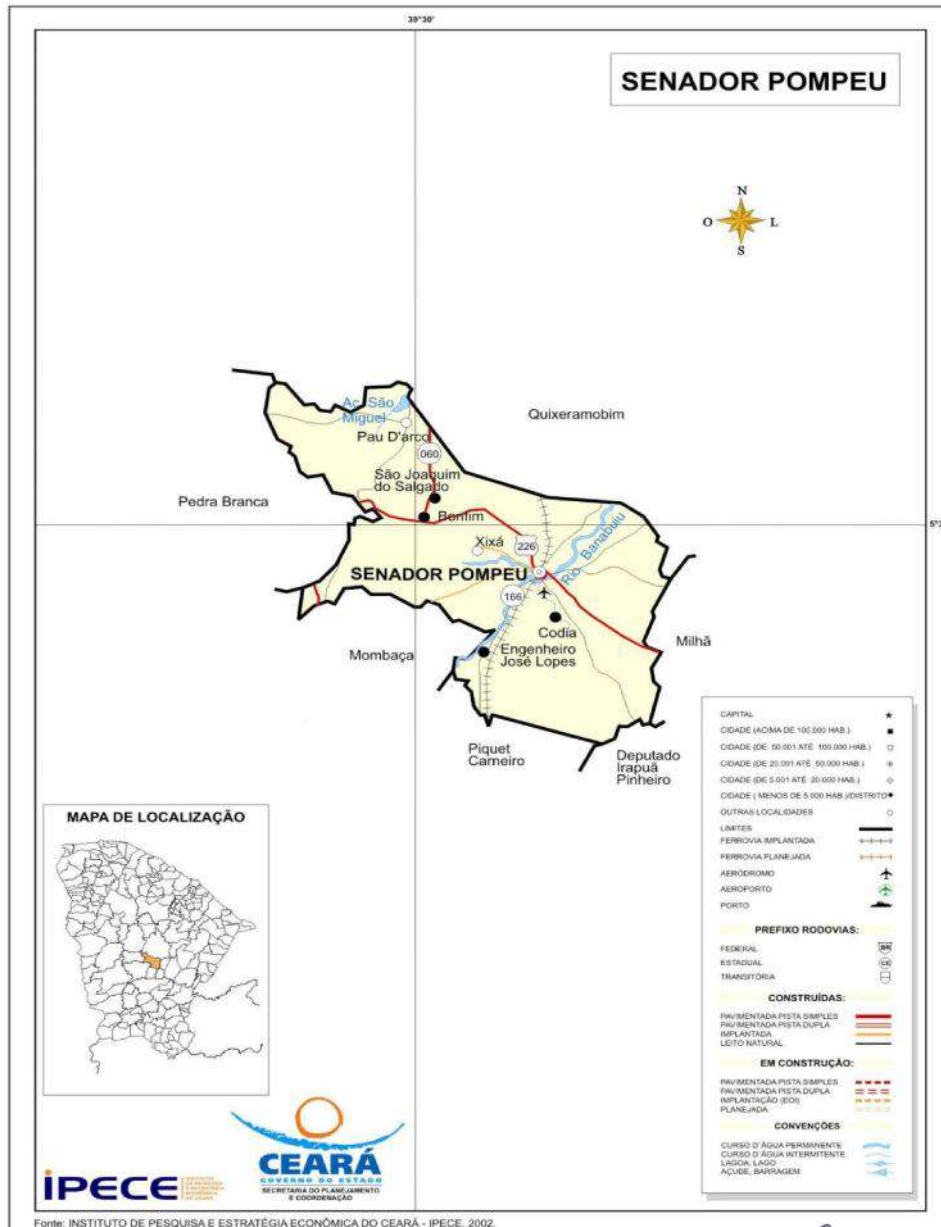 39°30'
SENADOR POMPEU
N
O
L
S
Aç. São
Miguel
Quixeramobim
Pau D'arco
060
São Joaquim
do Salgado
Pedra Branca
Bonfim
Xixá
226
Rio Banabuiu
SENADOR POMPEU
166
Codia
Milhã
Engenheiro
José Lopes
Mombaça
Piquet
Carneiro
Deputado
Irapuã
Pinheiro
MAPA DE LOCALIZAÇÃO
CAPITAL
CIDADE (ACIMA DE 100.000 HAB.)
CIDADE (DE 50.001 ATÉ 100.000 HAB.)
CIDADE (DE 20.001 ATÉ 50.000 HAB.)
CIDADE (DE 5.001 ATÉ 20.000 HAB.)
CIDADE ( MENOS DE 5.000 HAB.)/DISTRITO
OUTRAS LOCALIDADES
LIMITES
FERROVIA IMPLANTADA
FERROVIA PLANEJADA
AERÓDROMO
AEROPORTO
PORTO
PREFIXO RODOVIAS:
FEDERAL BR
ESTADUAL CE
TRANSITÓRIA
CONSTRUÍDAS:
PAVIMENTADA PISTA SIMPLES
PAVIMENTADA PISTA DUPLA
IMPLANTADA
LEITO NATURAL
EM CONSTRUÇÃO:
PAVIMENTADA PISTA SIMPLES
PAVIMENTADA PISTA DUPLA
IMPLANTAÇÃO (EOI)
PLANEJADA
CONVENÇÕES
CURSO D'ÁGUA PERMANENTE
CURSO D'ÁGUA INTERMITENTE
LAGOA, LAGO
AÇUDE, BARRAGEM
CEARÁ
GOVERNO DO ESTADO
SECRETARIA DO PLANEJAMENTO
E COORDENAÇÃO
IPECE
Fonte: INSTITUTO DE PESQUISA E ESTRATÉGIA ECONÔMICA DO CEARÁ - IPECE, 2002.